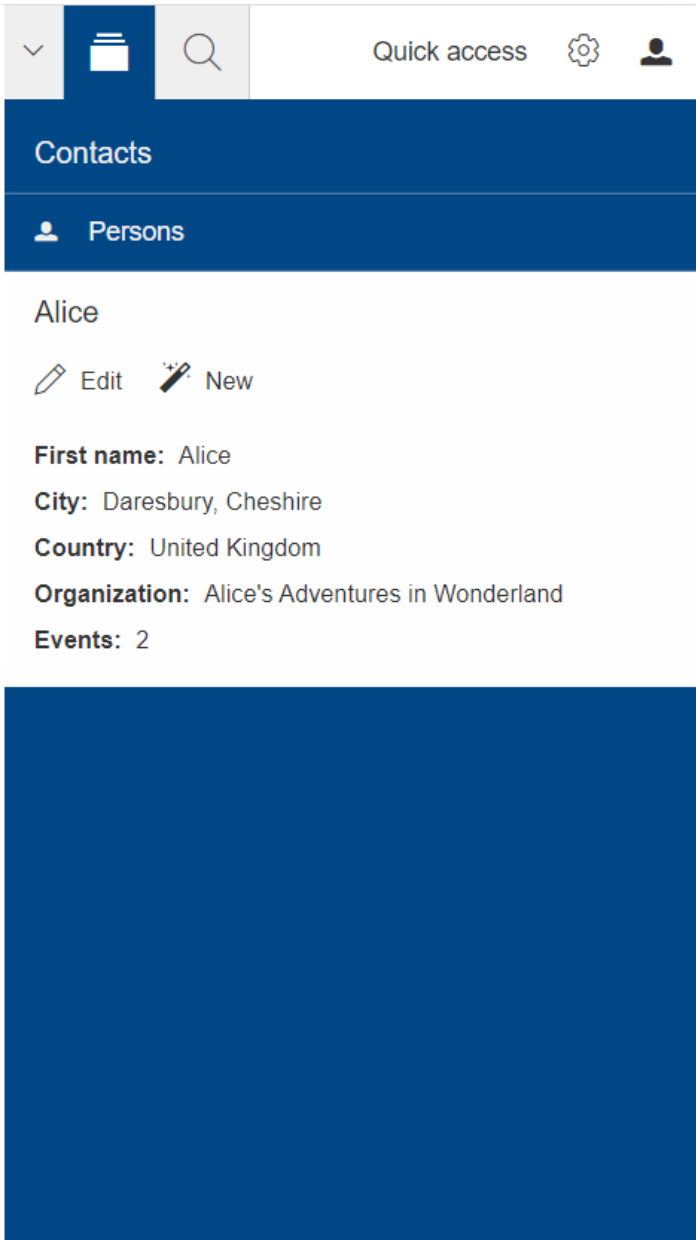 Quick access
Contacts
Persons
Alice
Edit New
First name: Alice
City: Daresbury, Cheshire
Country: United Kingdom
Organization: Alice's Adventures in Wonderland
Events: 2